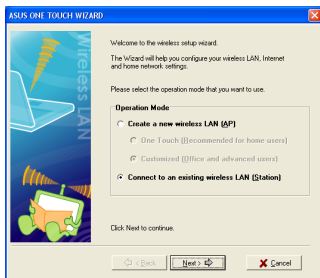 ASUS ONE TOUCH WIZARD
Wireless LAN
Welcome to the wireless setup wizard.
The Wizard will help you configure your wireless LAN, Internet
and home network settings.
Please select the operation mode that you want to use.
Operation Mode
Create a new wireless LAN (AP)
One Touch (Recommended for home users)
Customized (Office and advanced users)
Connect to an existing wireless LAN (Station)
Click Next to continue.
< Back
Next >
Cancel